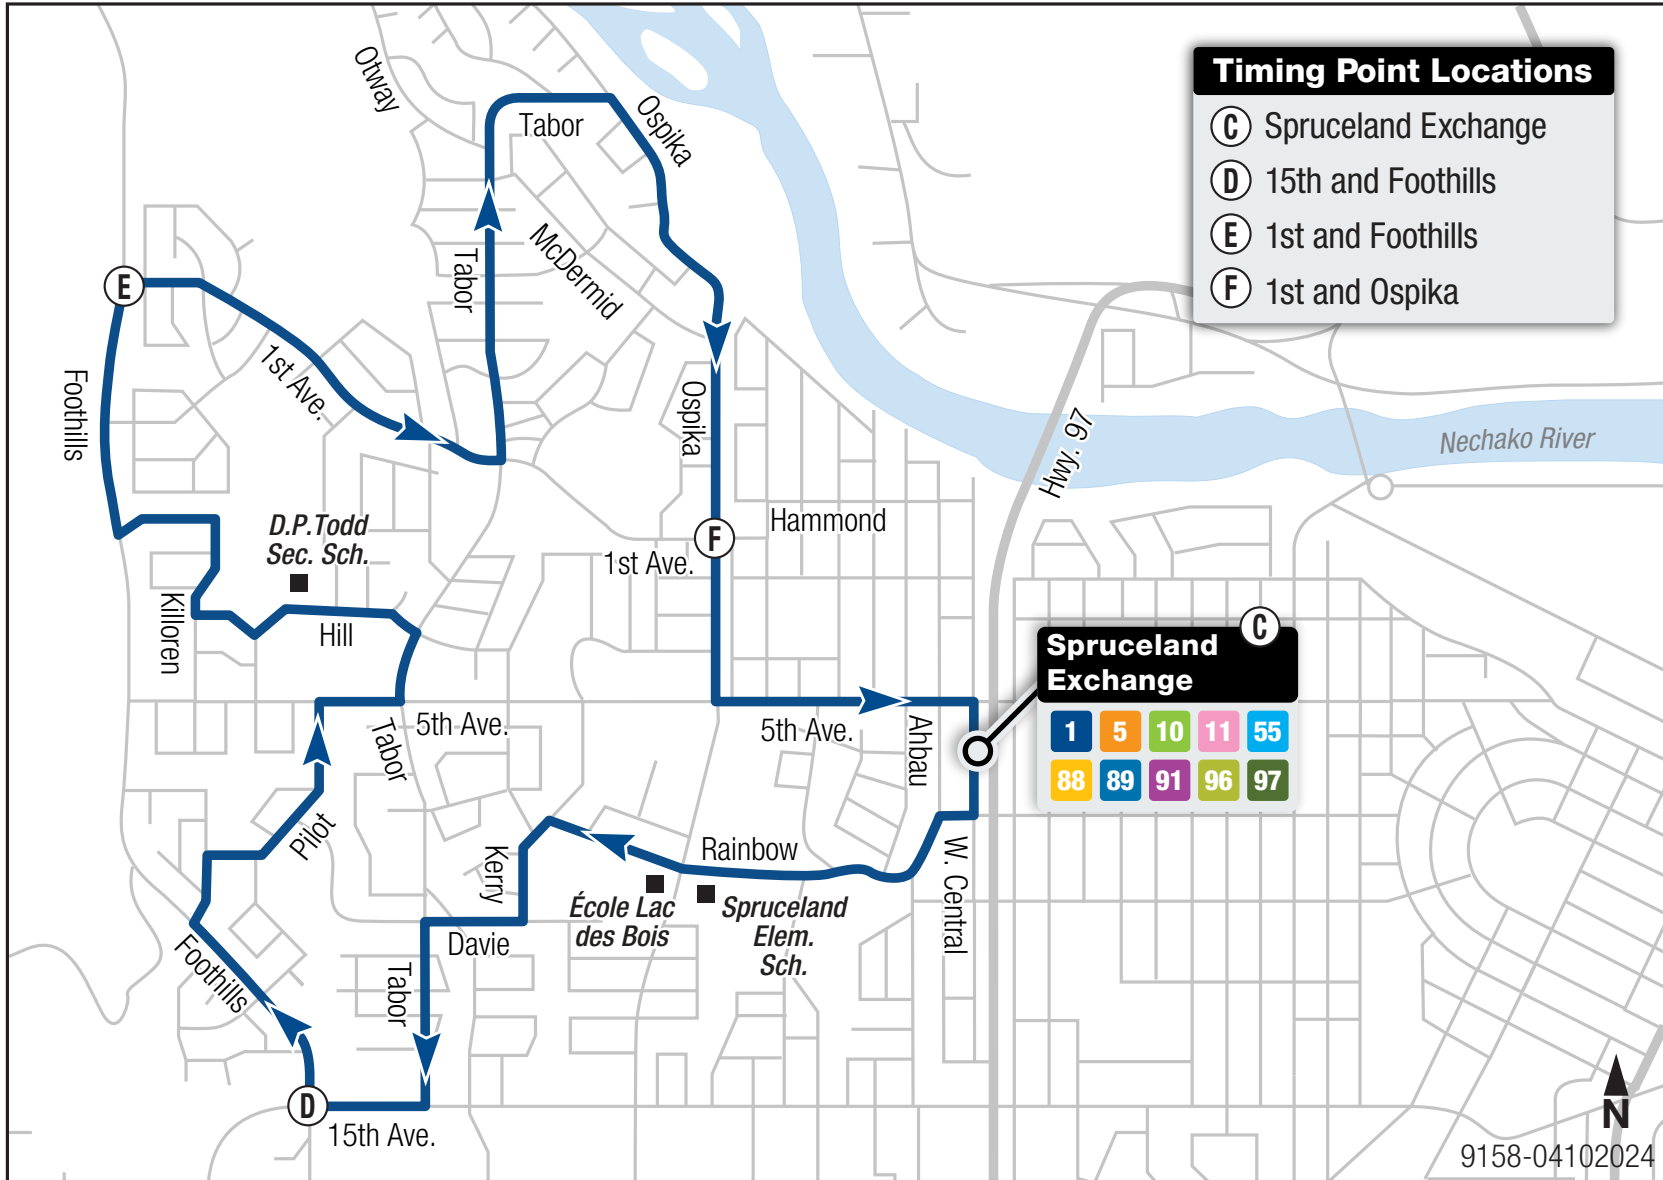 Timing Point Locations
C Spruceland Exchange
D 15th and Foothills
E 1st and Foothills
F 1st and Ospika
Otway
Tabor
Ospika
McDermid
Tabor
E
1st Ave.
Foothills
Ospika
Hwy. 97
Nechako River
Hammond
F
1st Ave.
D.P.Todd
Sec. Sch.
Killoren
Hill
C
Spruceland
Exchange
1 5 10 11 55
88 89 91 96 97
5th Ave.
Tabor
5th Ave.
Ahbau
Pilot
Rainbow
Kerry
W. Central
École Lac
des Bois
Spruceland
Elem.
Sch.
Davie
Foothills
Tabor
D
15th Ave.
N
9158-04102024